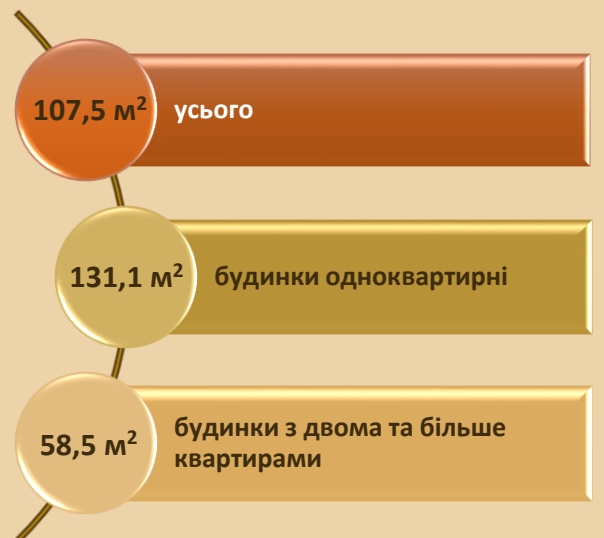 107,5 м² усього
131,1 м² будинки одноквартирні
58,5 м² будинки з двома та більше
квартирами